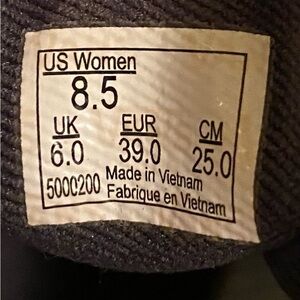 US Women
8.5
UK EUR CM
6.0 39.0 25.0
5000200 Made in Vietnam
Fabrique en Vietnam